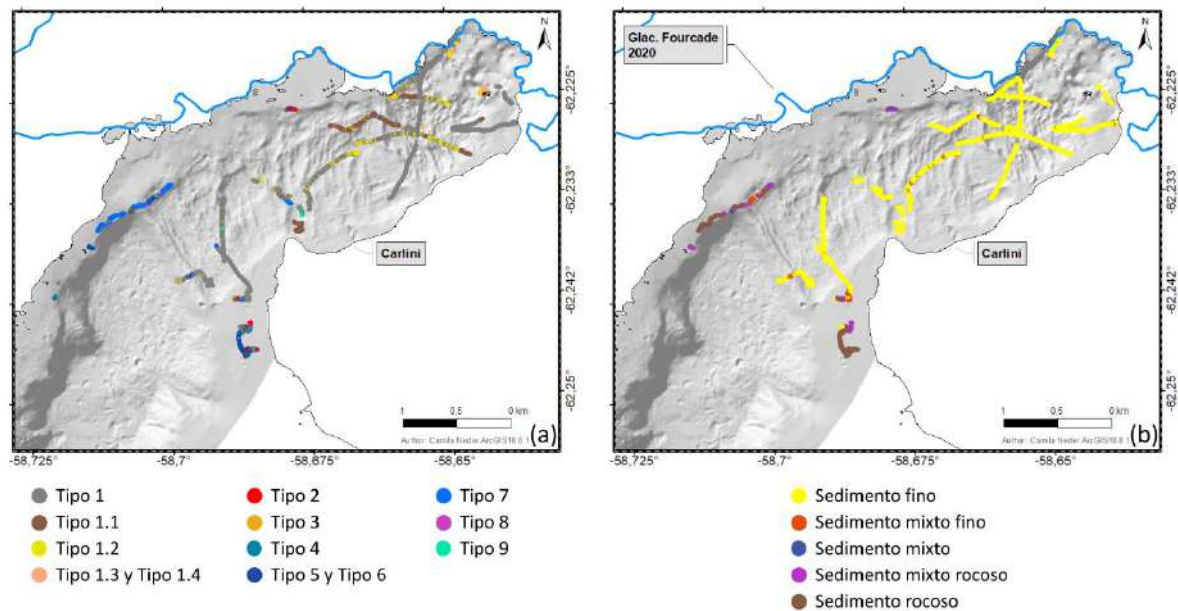 N
-62,225°
-62,233°
-62,242°
-62,25°
Carlini
1 0.5 0 km
Author: Camila Neder ArcGIS10.8.1
(a)
-58,725° -58,7° -58,675° -58,65°
Glac. Fourcade
2020
N
-62,225°
-62,233°
-62,242°
-62,25°
Carlini
1 0.5 0 km
Author: Camila Neder ArcGIS10.8.1
(b)
-58,725° -58,7° -58,675° -58,65°
Tipo 1
Tipo 1.1
Tipo 1.2
Tipo 1.3 y Tipo 1.4
Tipo 2
Tipo 3
Tipo 4
Tipo 5 y Tipo 6
Tipo 7
Tipo 8
Tipo 9
Sedimento fino
Sedimento mixto fino
Sedimento mixto
Sedimento mixto rocoso
Sedimento rocoso